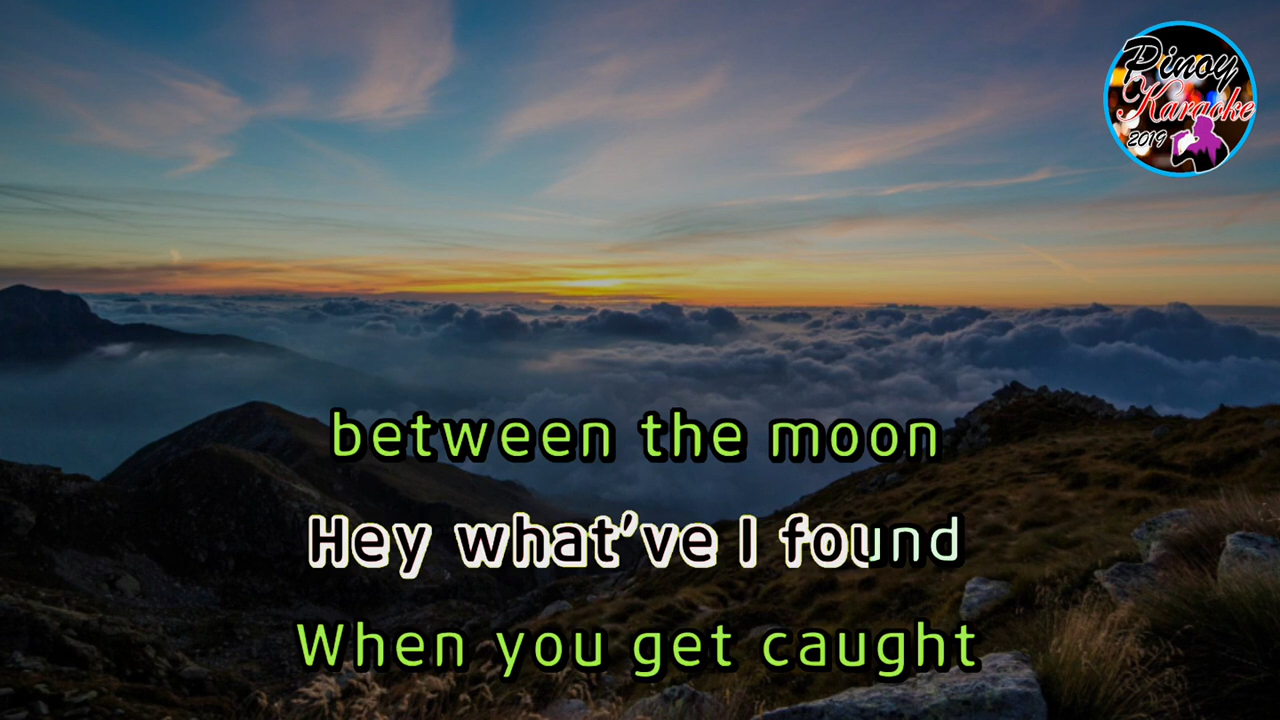 Pinoy
Karaoke
2019
between the moon
Hey what've I found
When you get caught